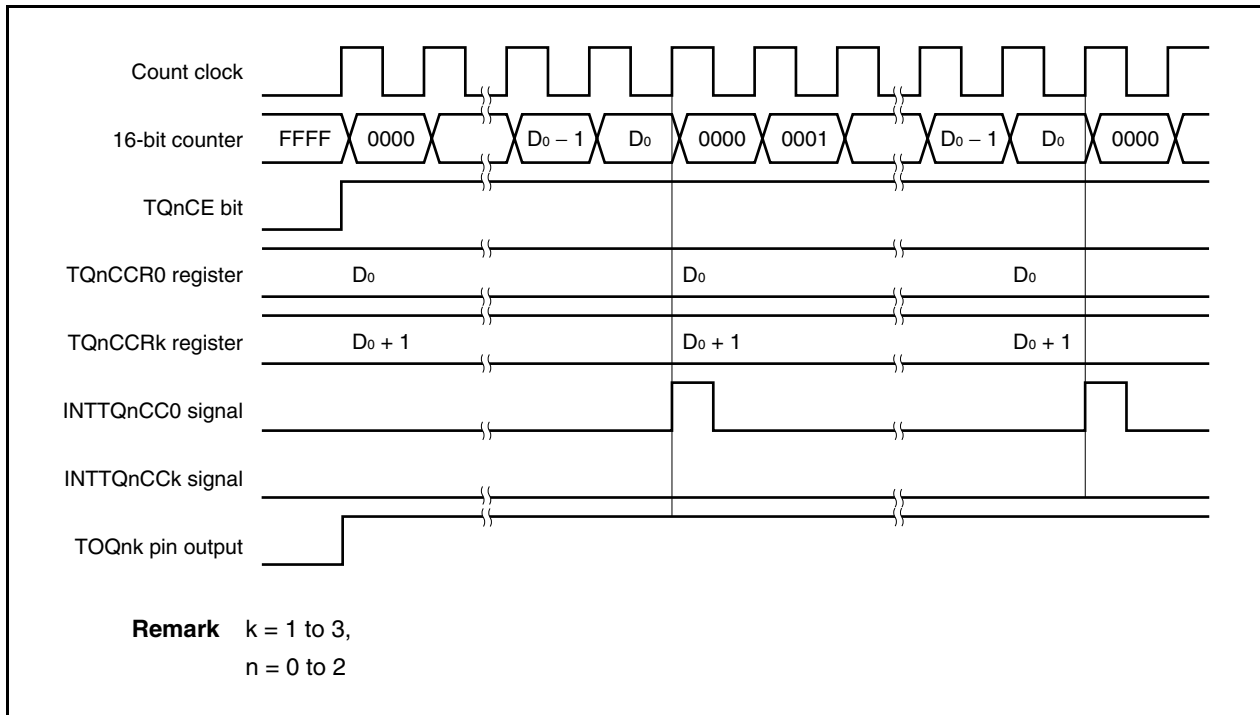 Count clock
16-bit counter FFFF 0000 D₀ − 1 D₀ 0000 0001 D₀ − 1 D₀ 0000
TQnCE bit
TQnCCR0 register D₀ D₀ D₀
TQnCCRk register D₀ + 1 D₀ + 1 D₀ + 1
INTTQnCC0 signal
INTTQnCCk signal
TOQnk pin output
Remark k = 1 to 3,
n = 0 to 2